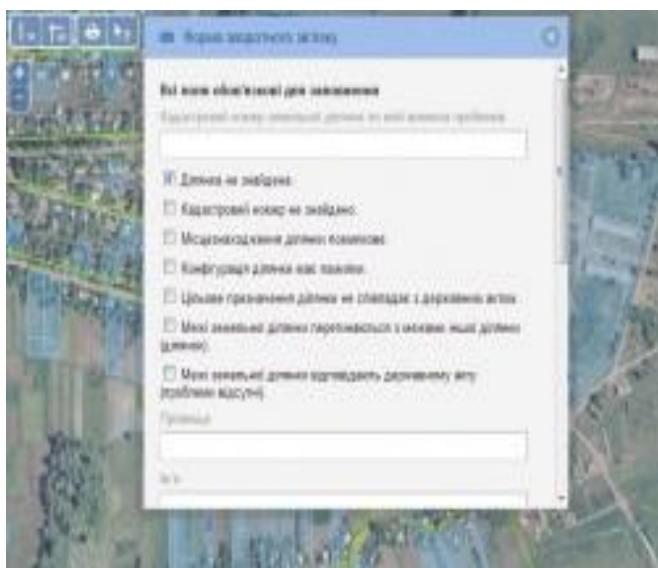 Форма зворотного зв'язку
Всі поля обов'язкові для заповнення
Кадастровий номер земельної ділянки по якій виникла проблема
Ділянка не знайдена.
Кадастровий номер не знайдено.
Місцезнаходження ділянки помилкове.
Конфігурація ділянки має помилки.
Цільове призначення ділянки не співпадає з державним актом.
Межі земельної ділянки перетинаються з межами іншої ділянки
(ділянок).
Межі земельної ділянки відповідають державному акту
(проблеми відсутні).
Прізвище
Ім'я